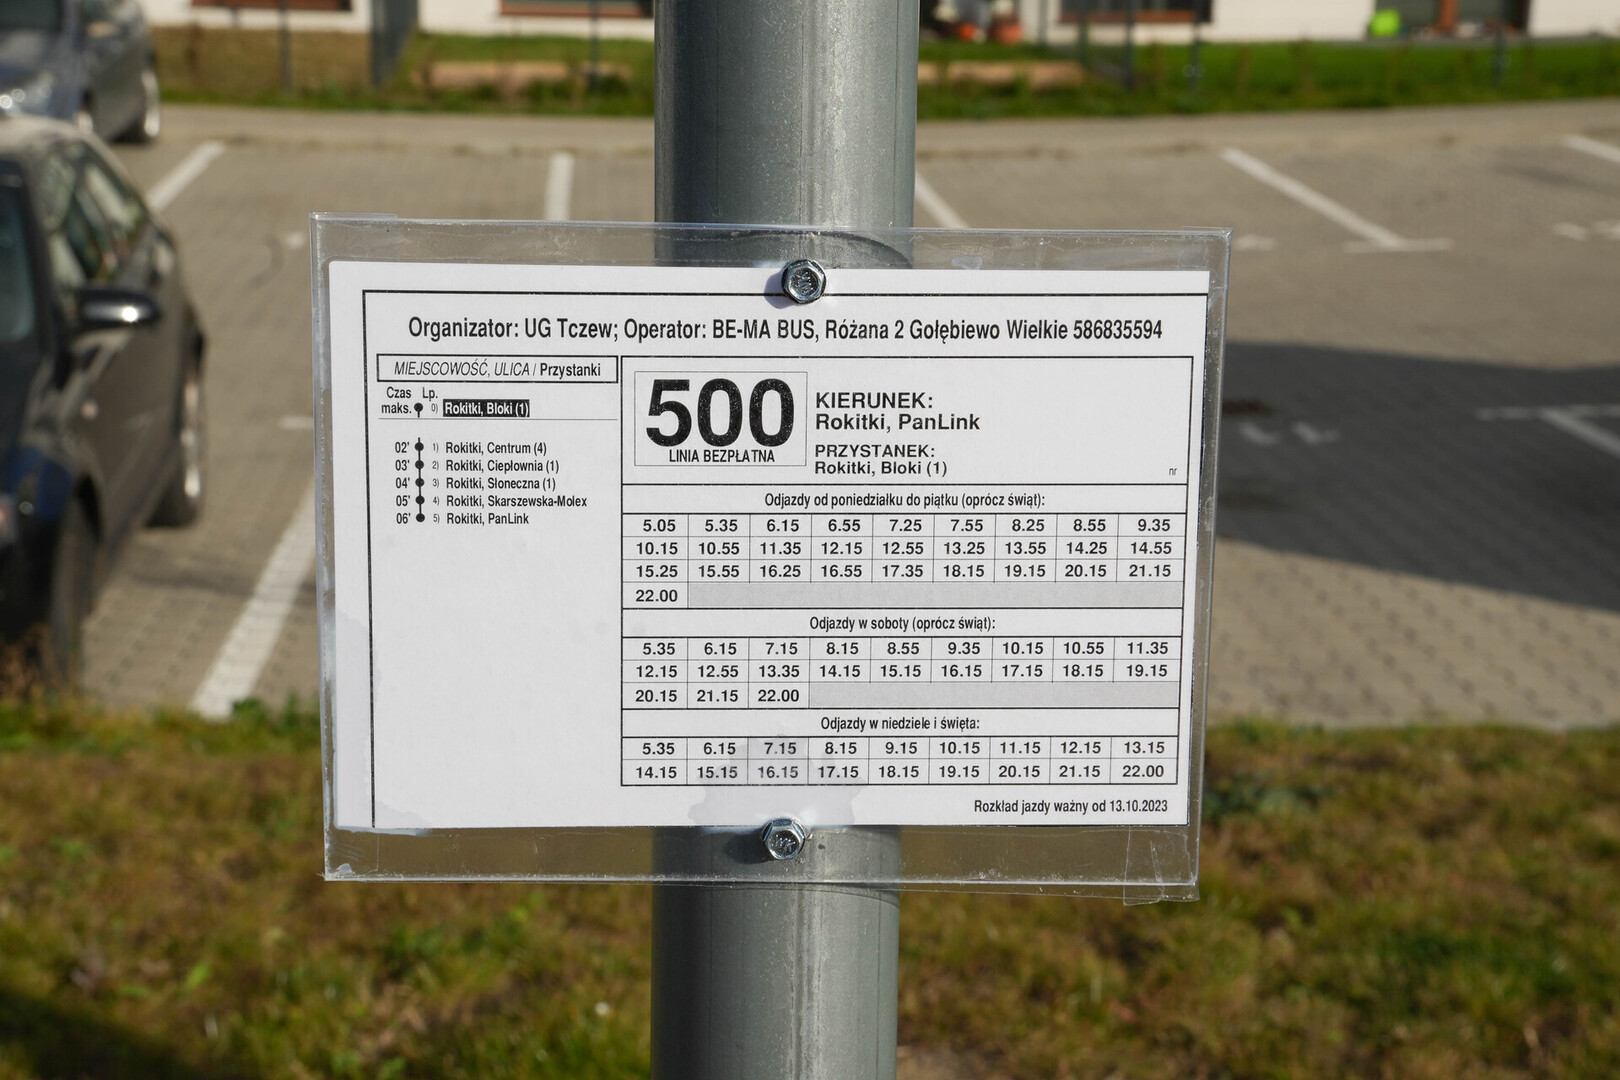 Organizator: UG Tczew; Operator: BE-MA BUS, Różana 2 Gołębiewo Wielkie 586835594
MIEJSCOWOŚĆ, ULICA / Przystanki
Czas Lp.
maks. 0) Rokitki, Bloki (1)
02' 1) Rokitki, Centrum (4)
03' 2) Rokitki, Ciepłownia (1)
04' 3) Rokitki, Słoneczna (1)
05' 4) Rokitki, Skarszewska-Molex
06' 5) Rokitki, PanLink
500
LINIA BEZPŁATNA
KIERUNEK:
Rokitki, PanLink
PRZYSTANEK:
Rokitki, Bloki (1)
nr
Odjazdy od poniedziałku do piątku (oprócz świąt):
5.05 5.35 6.15 6.55 7.25 7.55 8.25 8.55 9.35
10.15 10.55 11.35 12.15 12.55 13.25 13.55 14.25 14.55
15.25 15.55 16.25 16.55 17.35 18.15 19.15 20.15 21.15
22.00
Odjazdy w soboty (oprócz świąt):
5.35 6.15 7.15 8.15 8.55 9.35 10.15 10.55 11.35
12.15 12.55 13.35 14.15 15.15 16.15 17.15 18.15 19.15
20.15 21.15 22.00
Odjazdy w niedziele i święta:
5.35 6.15 7.15 8.15 9.15 10.15 11.15 12.15 13.15
14.15 15.15 16.15 17.15 18.15 19.15 20.15 21.15 22.00
Rozkład jazdy ważny od 13.10.2023